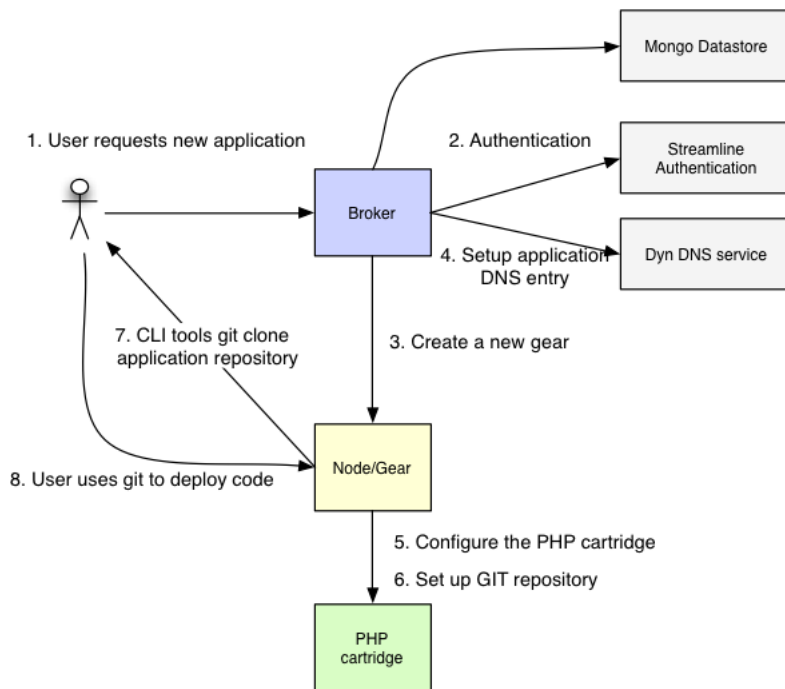 Mongo Datastore
1. User requests new application
2. Authentication
Streamline
Authentication
Broker
4. Setup application
DNS entry
Dyn DNS service
7. CLI tools git clone
application repository
3. Create a new gear
Node/Gear
8. User uses git to deploy code
5. Configure the PHP cartridge
6. Set up GIT repository
PHP
cartridge